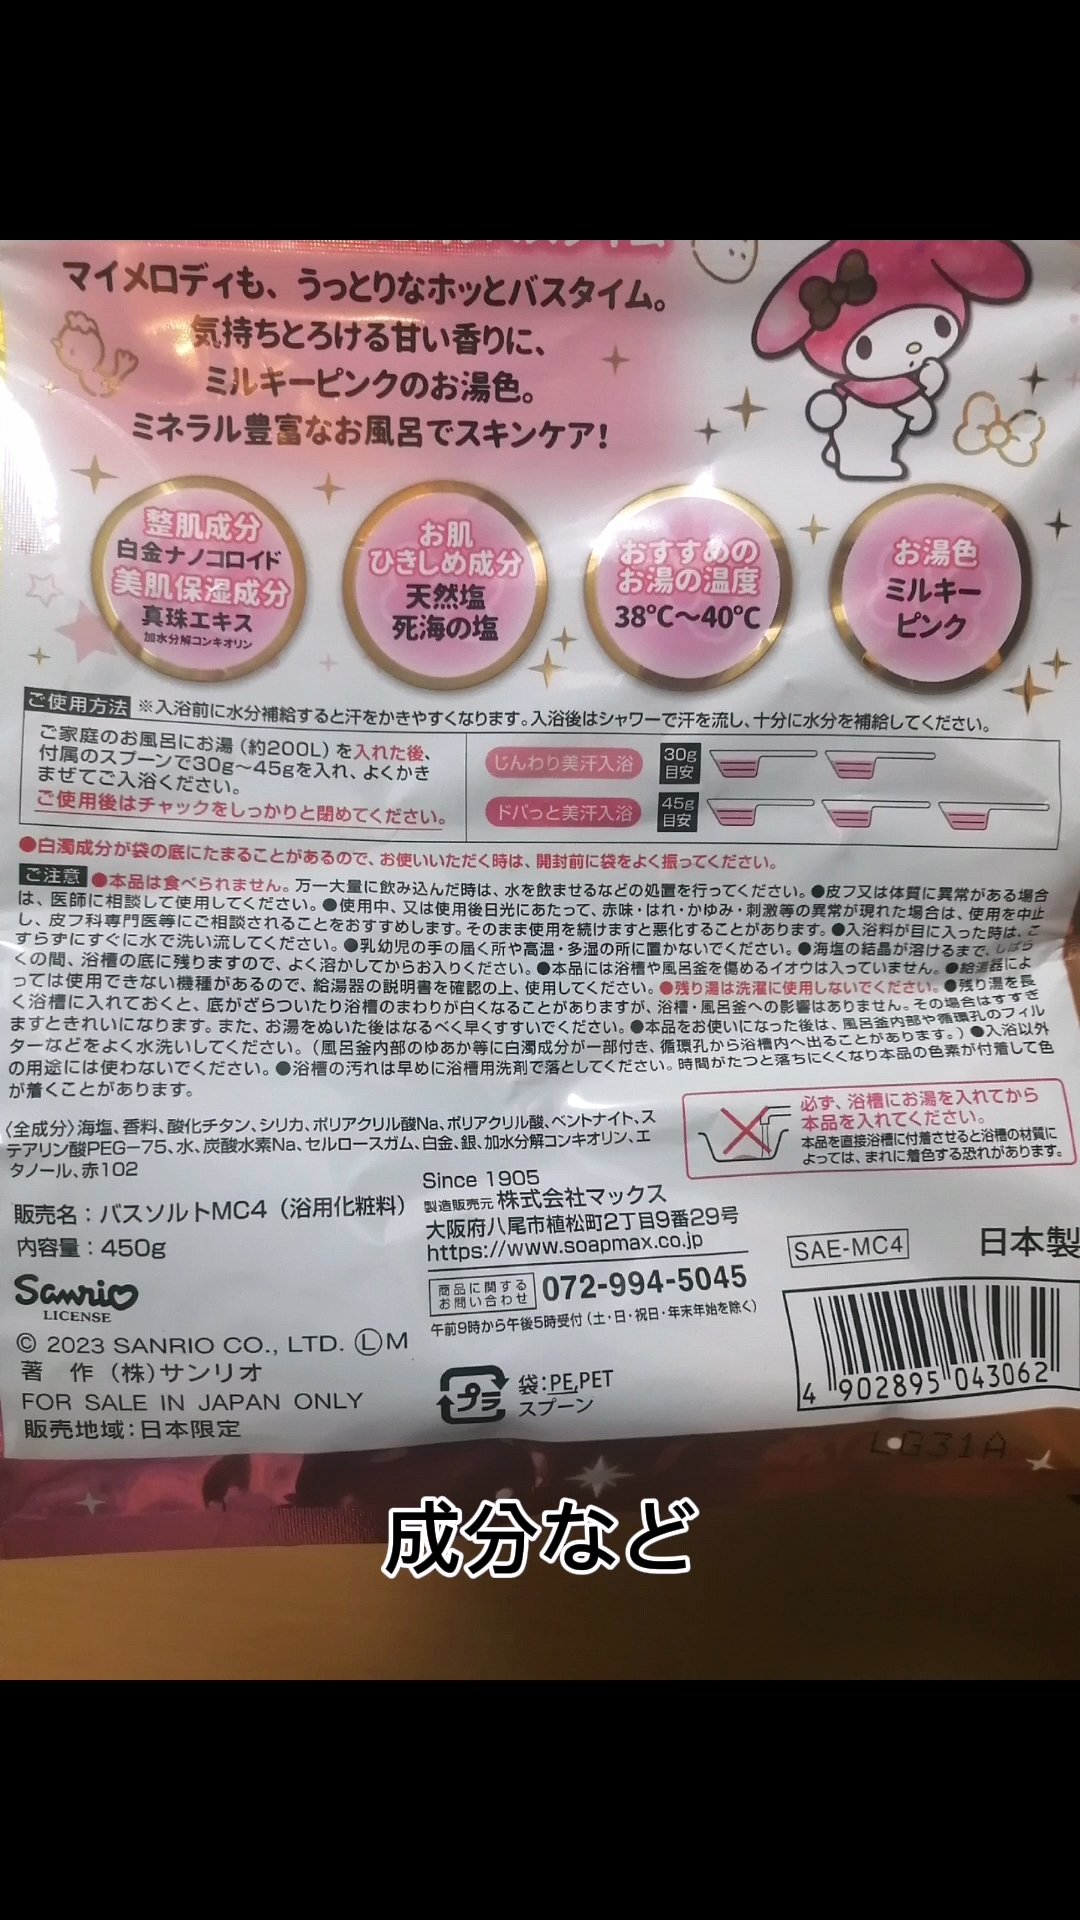 マイメロディも、うっとりなホッとバスタイム。
気持ちとろける甘い香りに、
ミルキーピンクのお湯色。
ミネラル豊富なお風呂でスキンケア!
整肌成分
白金ナノコロイド
美肌保湿成分
真珠エキス
加水分解コンキオリン
お肌
ひきしめ成分
天然塩
死海の塩
おすすめの
お湯の温度
38℃〜40℃
お湯色
ミルキー
ピンク
ご使用方法 ※入浴前に水分補給すると汗をかきやすくなります。入浴後はシャワーで汗を流し、十分に水分を補給してください。
ご家庭のお風呂にお湯(約200L)を入れた後、
付属のスプーンで30g〜45gを入れ、よくかき
まぜてご入浴ください。
ご使用後はチャックをしっかりと閉めてください。
じんわり美汗入浴 30g目安
ドバっと美汗入浴 45g目安
●白濁成分が袋の底にたまることがあるので、お使いいただく時は、開封前に袋をよく振ってください。
ご注意 ●本品は食べられません。万一大量に飲み込んだ時は、水を飲ませるなどの処置を行ってください。●皮フ又は体質に異常がある場合
は、医師に相談して使用してください。●使用中、又は使用後日光にあたって、赤味・はれ・かゆみ・刺激等の異常が現れた場合は、使用を中止
し、皮フ科専門医等にご相談されることをおすすめします。そのまま使用を続けますと悪化することがあります。●入浴料が目に入った時は、こ
すらずにすぐに水で洗い流してください。●乳幼児の手の届く所や高温・多湿の所に置かないでください。●海塩の結晶が溶けるまで、しばら
くの間、浴槽の底に残りますので、よく溶かしてからお入りください。●本品には浴槽や風呂釜を傷めるイオウは入っていません。●給湯器によ
っては使用できない機種があるので、給湯器の説明書を確認の上、使用してください。●残り湯は洗濯に使用しないでください。●残り湯を長
く浴槽に入れておくと、底がざらついたり浴槽のまわりが白くなることがありますが、浴槽・風呂釜への影響はありません。その場合はすすぎ
ますときれいになります。また、お湯をぬいた後はなるべく早くすすいでください。●本品をお使いになった後は、風呂釜内部や循環孔のフィル
ターなどをよく水洗いしてください。(風呂釜内部のゆあか等に白濁成分が一部付き、循環孔から浴槽内へ出ることがあります。)●入浴以外
の用途には使わないでください。●浴槽の汚れは早めに浴槽用洗剤で落としてください。時間がたつと落ちにくくなり本品の色素が付着して色
が着くことがあります。
〈全成分〉海塩、香料、酸化チタン、シリカ、ポリアクリル酸Na、ポリアクリル酸、ベントナイト、ス
テアリン酸PEG-75、水、炭酸水素Na、セルロースガム、白金、銀、加水分解コンキオリン、エ
タノール、赤102
必ず、浴槽にお湯を入れてから
本品を入れてください。
本品を直接浴槽に付着させると浴槽の材質に
よっては、まれに着色する恐れがあります。
販売名:バスソルトMC4(浴用化粧料)
内容量:450g
Sanrio
LICENSE
© 2023 SANRIO CO., LTD. Ⓛ M
著 作 (株)サンリオ
FOR SALE IN JAPAN ONLY
販売地域:日本限定
Since 1905
製造販売元 株式会社マックス
大阪府八尾市植松町2丁目9番29号
https://www.soapmax.co.jp
商品に関するお問い合わせ 072-994-5045
午前9時から午後5時受付(土・日・祝日・年末年始を除く)
プラ 袋:PE,PET
スプーン
SAE-MC4
日本製
4 902895 043062
LG31A
成分など